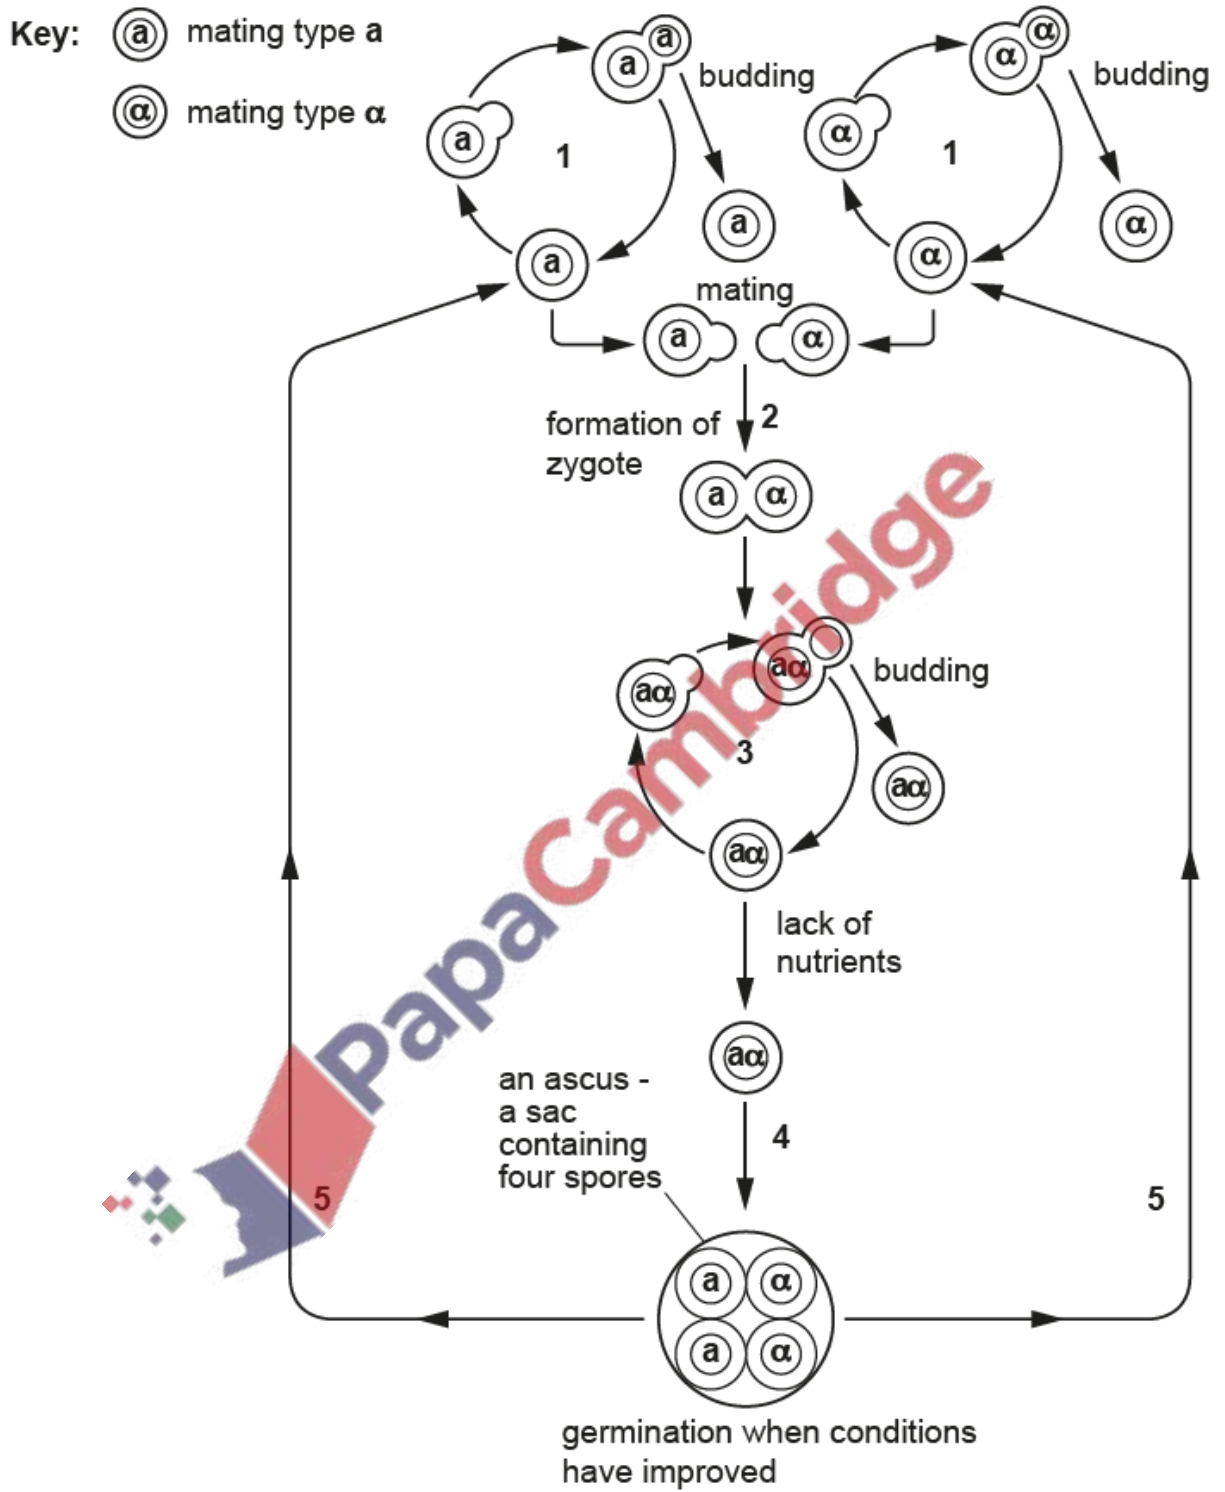 Key:
a mating type a
α mating type α
a a
budding
α α
budding
a
1
α
1
a
α
a
α
mating
a
α
formation of
zygote
2
a α
aα
aα
budding
3
aα
aα
lack of
nutrients
aα
an ascus -
a sac
containing
four spores
4
5
5
a α
a α
germination when conditions
have improved
PapaCambridge